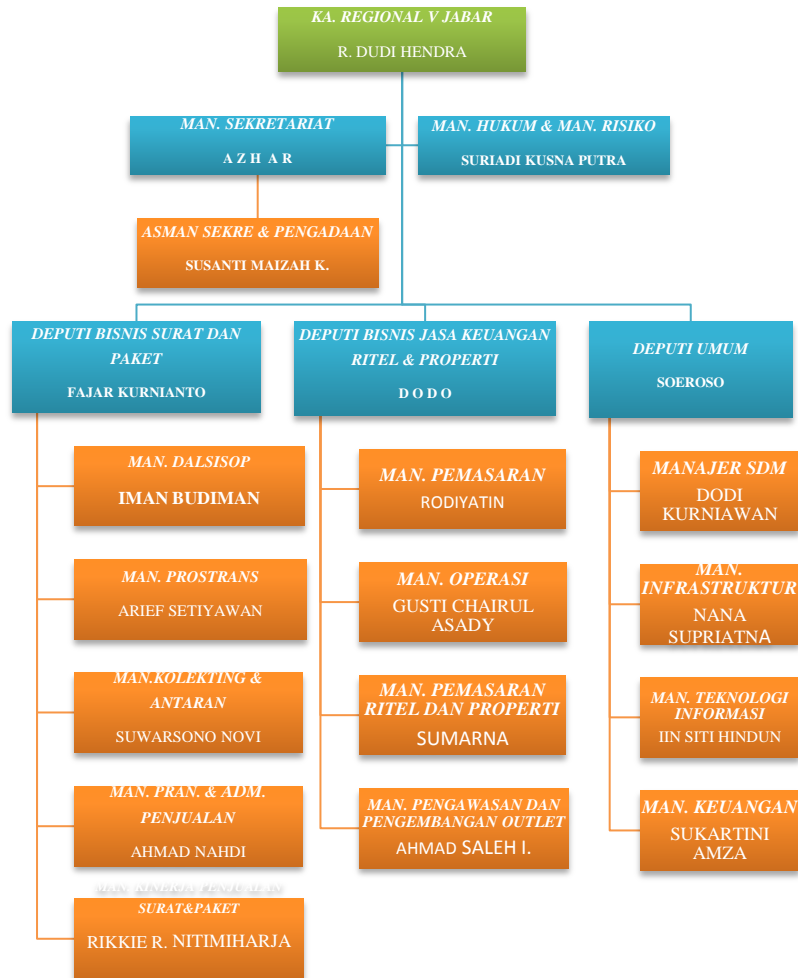 KA. REGIONAL V JABAR
R. DUDI HENDRA
MAN. SEKRETARIAT
A Z H A R
MAN. HUKUM & MAN. RISIKO
SURIADI KUSNA PUTRA
ASMAN SEKRE & PENGADAAN
SUSANTI MAIZAH K.
DEPUTI BISNIS SURAT DAN
PAKET
FAJAR KURNIANTO
MAN. DALSISOP
IMAN BUDIMAN
MAN. PROSTRANS
ARIEF SETIYAWAN
MAN.KOLEKTING &
ANTARAN
SUWARSONO NOVI
MAN. PRAN. & ADM.
PENJUALAN
AHMAD NAHDI
MAN. KINERJA PENJUALAN
SURAT&PAKET
RIKKIE R. NITIMIHARJA
DEPUTI BISNIS JASA KEUANGAN
RITEL & PROPERTI
D O D O
MAN. PEMASARAN
RODIYATIN
MAN. OPERASI
GUSTI CHAIRUL
ASADY
MAN. PEMASARAN
RITEL DAN PROPERTI
SUMARNA
MAN. PENGAWASAN DAN
PENGEMBANGAN OUTLET
AHMAD SALEH I.
DEPUTI UMUM
SOEROSO
MANAJER SDM
DODI
KURNIAWAN
MAN.
INFRASTRUKTUR
NANA
SUPRIATNA
MAN. TEKNOLOGI
INFORMASI
IIN SITI HINDUN
MAN. KEUANGAN
SUKARTINI
AMZA